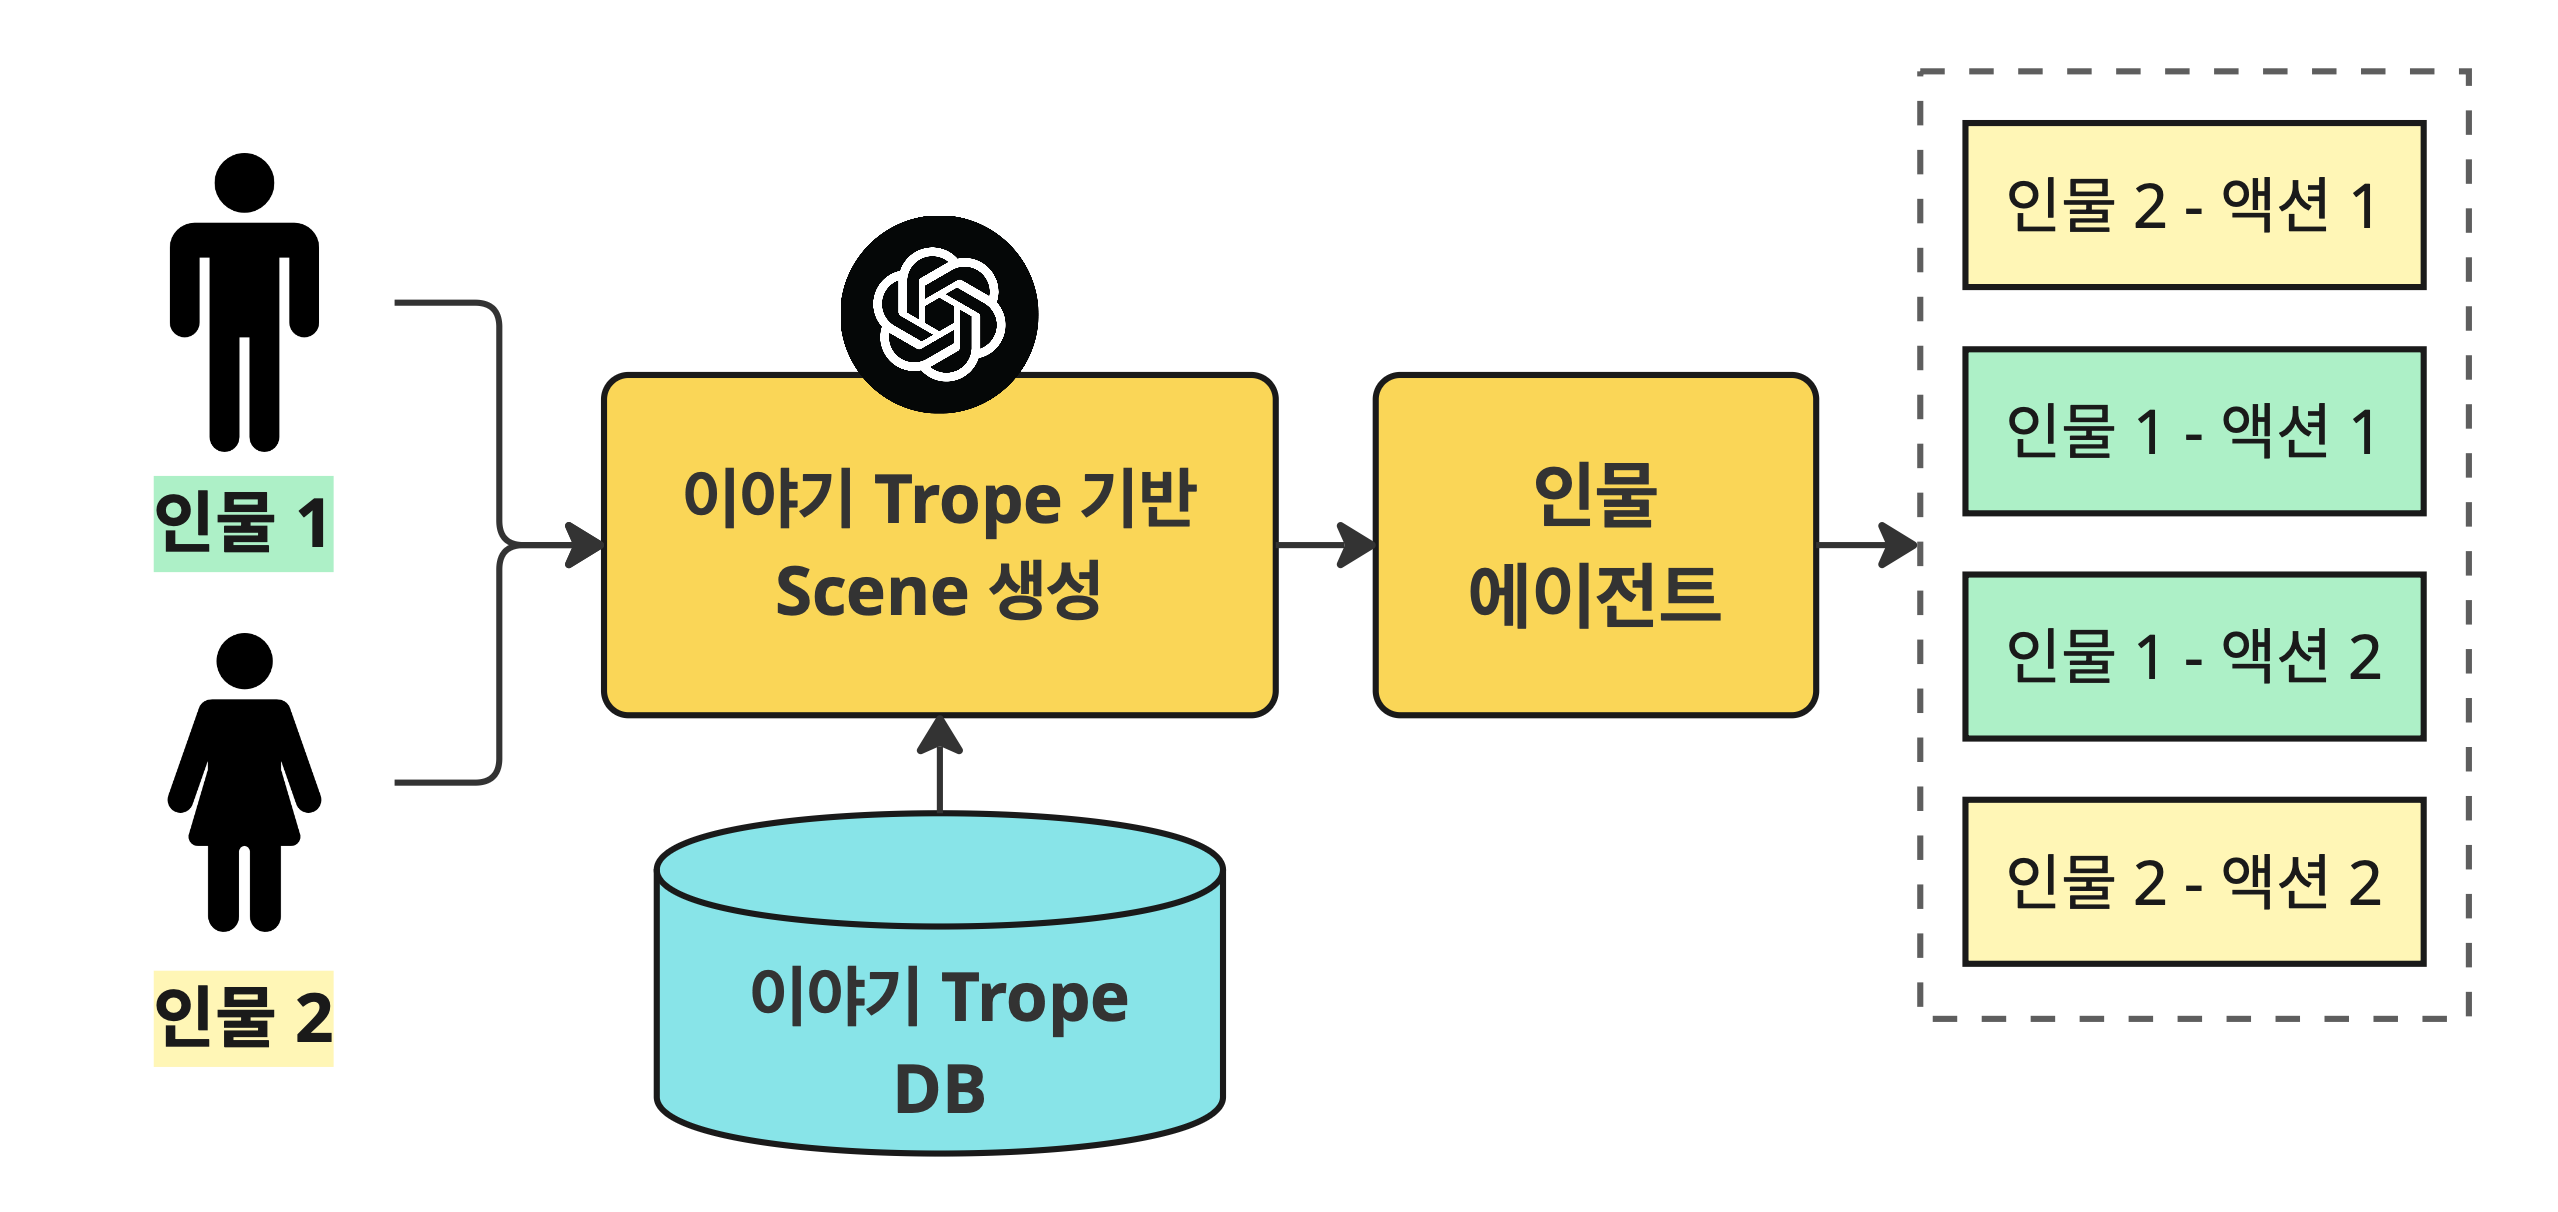 인물 1
인물 2
이야기 Trope 기반
Scene 생성
이야기 Trope
DB
인물
에이전트
인물 2 - 액션 1
인물 1 - 액션 1
인물 1 - 액션 2
인물 2 - 액션 2